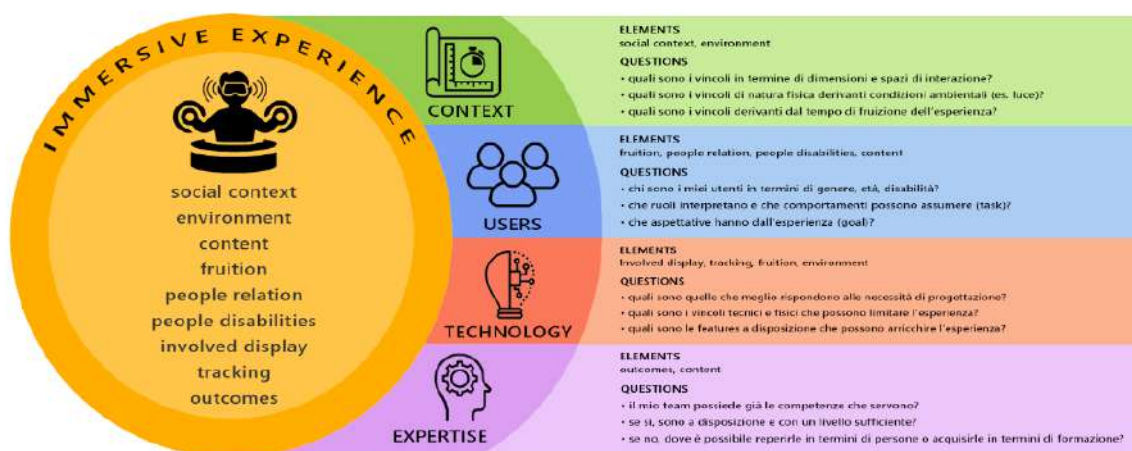 IMMERSIVE EXPERIENCE
social context
environment
content
fruition
people relation
people disabilities
involved display
tracking
outcomes
CONTEXT
ELEMENTS
social context, environment
QUESTIONS
• quali sono i vincoli in termine di dimensioni e spazi di interazione?
• quali sono i vincoli di natura fisica derivanti condizioni ambientali (es. luce)?
• quali sono i vincoli derivanti dal tempo di fruizione dell'esperienza?
USERS
ELEMENTS
fruition, people relation, people disabilities, content
QUESTIONS
• chi sono i miei utenti in termini di genere, età, disabilità?
• che ruoli interpretano e che comportamenti possono assumere (task)?
• che aspettative hanno dall'esperienza (goal)?
TECHNOLOGY
ELEMENTS
Involved display, tracking, fruition, environment
QUESTIONS
• quali sono quelle che meglio rispondono alle necessità di progettazione?
• quali sono i vincoli tecnici e fisici che possono limitare l'esperienza?
• quali sono le features a disposizione che possono arricchire l'esperienza?
EXPERTISE
ELEMENTS
outcomes, content
QUESTIONS
• il mio team possiede già le competenze che servono?
• se sì, sono a disposizione e con un livello sufficiente?
• se no, dove è possibile reperirle in termini di persone o acquisirle in termini di formazione?